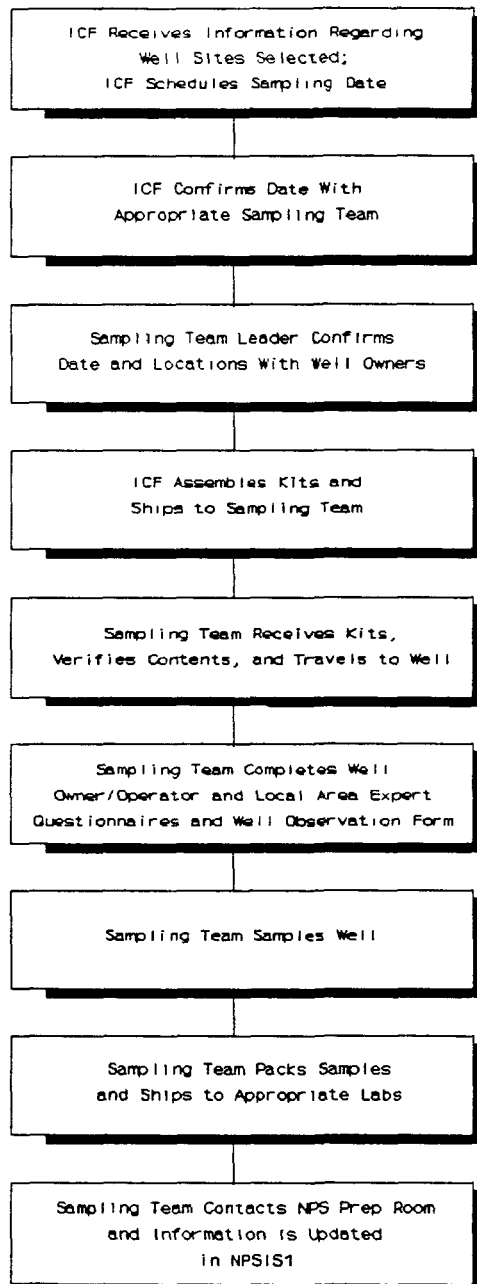 ICF Receives Information Regarding
Well Sites Selected;
ICF Schedules Sampling Date
ICF Confirms Date With
Appropriate Sampling Team
Sampling Team Leader Confirms
Date and Locations With Well Owners
ICF Assembles Kits and
Ships to Sampling Team
Sampling Team Receives Kits,
Verifies Contents, and Travels to Well
Sampling Team Completes Well
Owner/Operator and Local Area Expert
Questionnaires and Well Observation Form
Sampling Team Samples Well
Sampling Team Packs Samples
and Ships to Appropriate Labs
Sampling Team Contacts NPS Prep Room
and Information is Updated
in NPSIS1